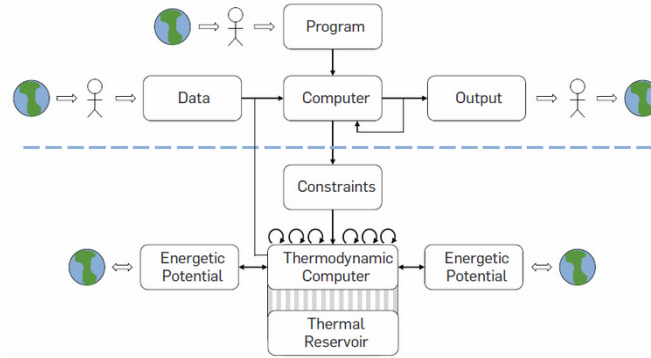 Program
Data
Computer
Output
Constraints
Energetic
Potential
Thermodynamic
Computer
Energetic
Potential
Thermal
Reservoir